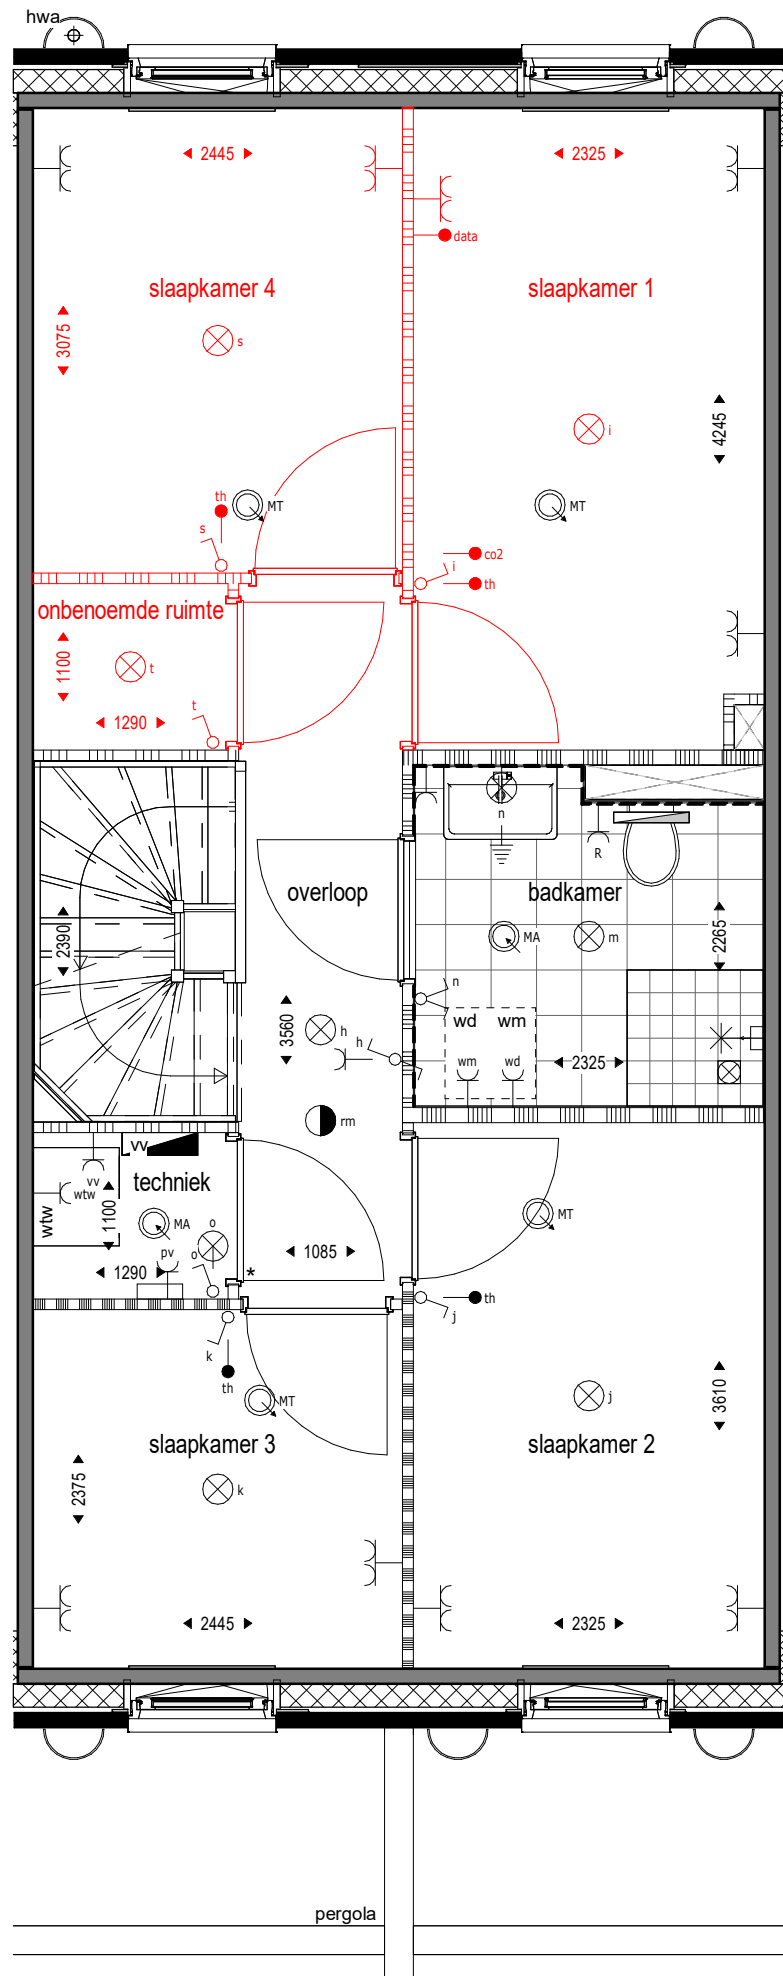 hwa
2445
2325
data
slaapkamer 4
slaapkamer 1
3075
s
i
4245
th
MT
MT
s
co2
i
th
onbenoemde ruimte
1100
t
t
1290
n
R
overloop
badkamer
2390
MA
m
2265
n
3560
h
wd
wm
h
wm
wd
2325
rm
vv
vv
techniek
wtw
wtw
1100
MA
o
MT
pv
o
1290
*
1085
th
j
k
th
MT
j
3610
slaapkamer 3
slaapkamer 2
2375
k
2445
2325
pergola